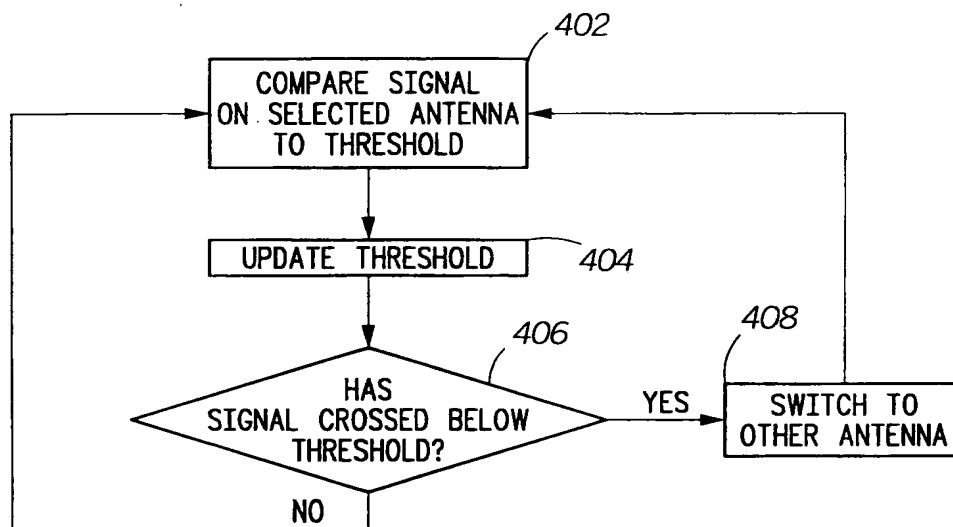 402
COMPARE SIGNAL
ON SELECTED ANTENNA
TO THRESHOLD
UPDATE THRESHOLD
404
406
HAS
SIGNAL CROSSED BELOW
THRESHOLD?
YES
408
SWITCH TO
OTHER ANTENNA
NO